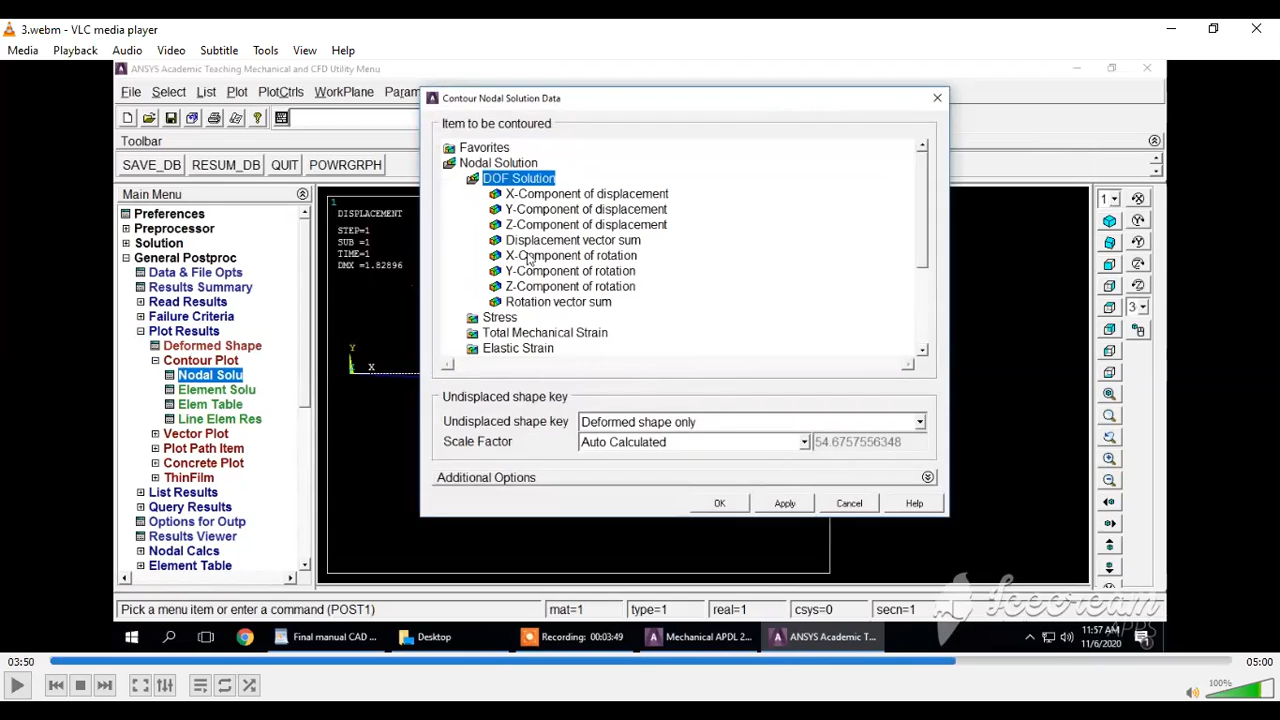 3.webm - VLC media player
Media Playback Audio Video Subtitle Tools View Help
ANSYS Academic Teaching Mechanical and CFD Utility Menu
File Select List Plot PlotCtrls WorkPlane Param
Toolbar
SAVE_DB RESUM_DB QUIT POWRGRPH
Main Menu
Preferences
Preprocessor
Solution
General Postproc
Data & File Opts
Results Summary
Read Results
Failure Criteria
Plot Results
Deformed Shape
Contour Plot
Nodal Solu
Element Solu
Elem Table
Line Elem Res
Vector Plot
Plot Path Item
Concrete Plot
ThinFilm
List Results
Query Results
Options for Outp
Results Viewer
Nodal Calcs
Element Table
1
DISPLACEMENT
STEP=1
SUB =1
TIME=1
DMX =1.82896
Y
X
Contour Nodal Solution Data
Item to be contoured
Favorites
Nodal Solution
DOF Solution
X-Component of displacement
Y-Component of displacement
Z-Component of displacement
Displacement vector sum
X-Component of rotation
Y-Component of rotation
Z-Component of rotation
Rotation vector sum
Stress
Total Mechanical Strain
Elastic Strain
Undisplaced shape key
Undisplaced shape key Deformed shape only
Scale Factor Auto Calculated 54.6757556348
Additional Options
OK Apply Cancel Help
1
3
Pick a menu item or enter a command (POST1) mat=1 type=1 real=1 csys=0 secn=1
Icecream
APPS
Final manual CAD ... Desktop Recording: 00:03:49 Mechanical APDL 2... ANSYS Academic T... 11:57 AM
11/6/2020
1
03:50 05:00
100%